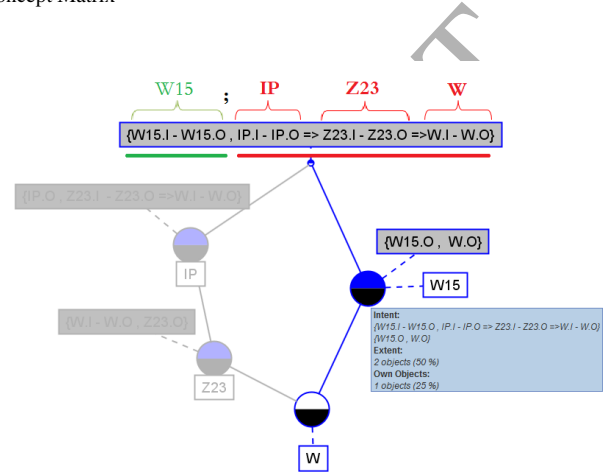 oncept Matrix
T
W15 ; IP Z23 W
{W15.I - W15.O , IP.I - IP.O => Z23.I - Z23.O =>W.I - W.O}
{IP.O , Z23.I - Z23.O =>W.I - W.O}
IP
{W15.O , W.O}
W15
Intent:
{W15.I - W15.O , IP.I - IP.O => Z23.I - Z23.O =>W.I - W.O}
{W15.O , W.O}
Extent:
2 objects (50 %)
Own Objects:
1 objects (25 %)
{W.I - W.O , Z23.O}
Z23
W